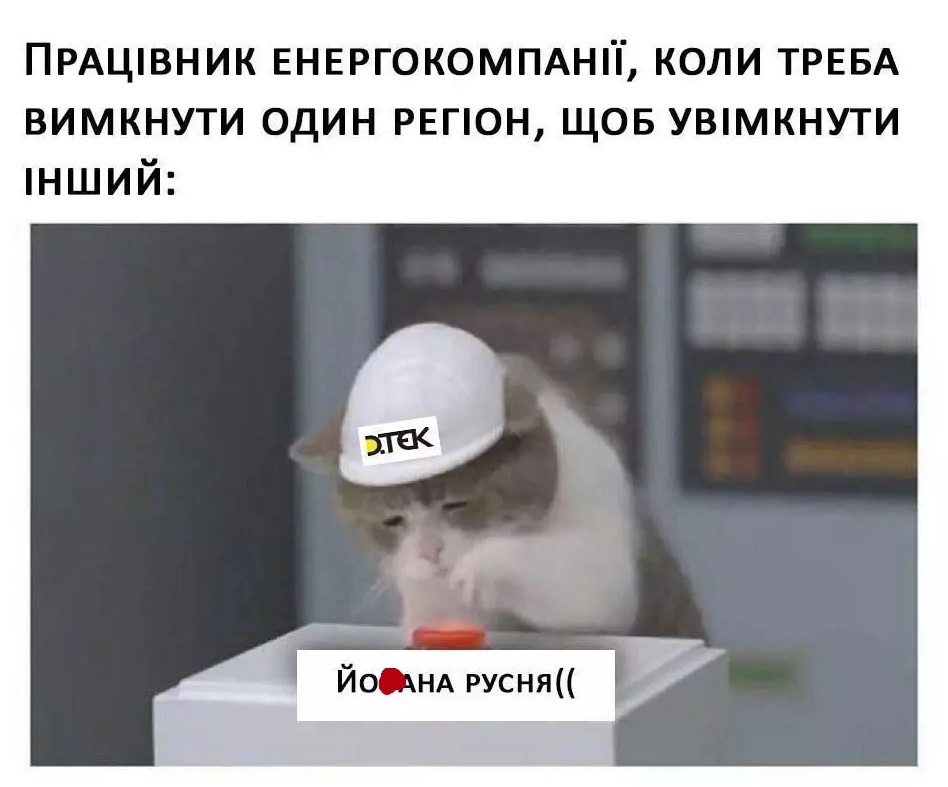 Працівник енергокомпанії, коли треба
вимкнути один регіон, щоб увімкнути
інший:
D.TEK
русня((